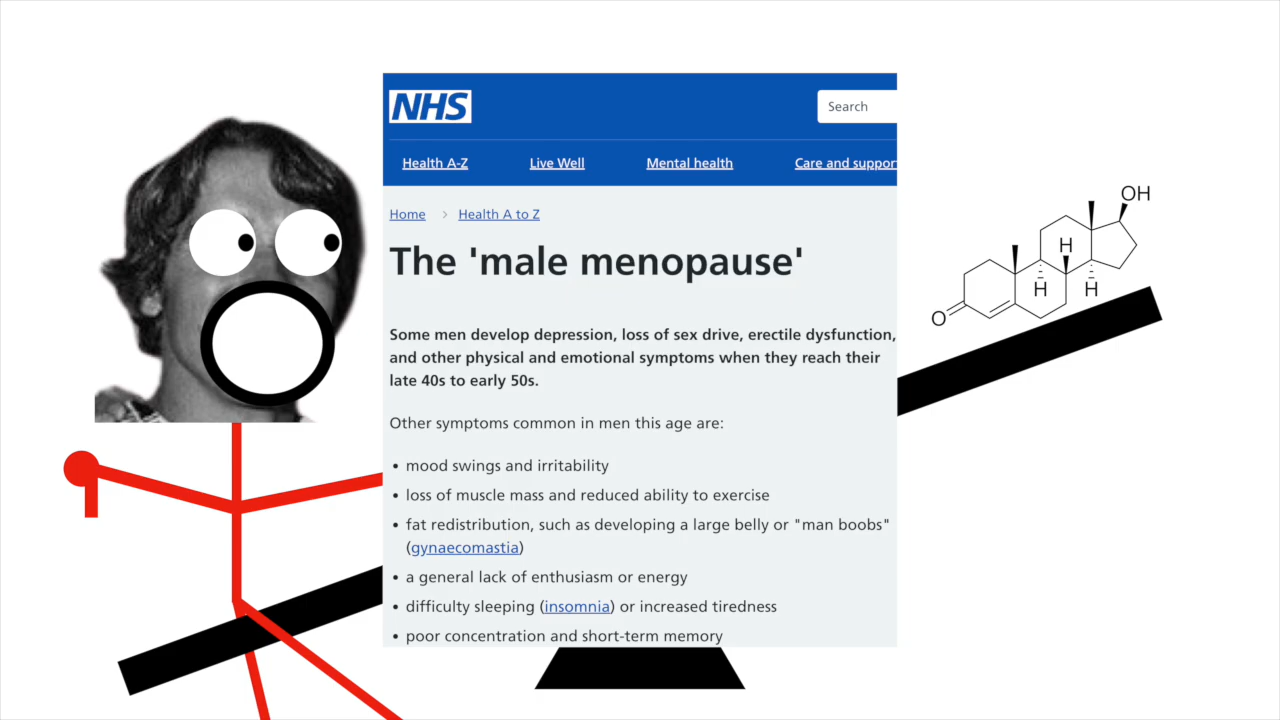 NHS
Search
Health A-Z
Live Well
Mental health
Care and suppor
Home
Health A to Z
The 'male menopause'
Some men develop depression, loss of sex drive, erectile dysfunction,
and other physical and emotional symptoms when they reach their
late 40s to early 50s.
Other symptoms common in men this age are:
• mood swings and irritability
• loss of muscle mass and reduced ability to exercise
• fat redistribution, such as developing a large belly or "man boobs"
(gynaecomastia)
• a general lack of enthusiasm or energy
• difficulty sleeping (insomnia) or increased tiredness
• poor concentration and short-term memory
OH
H
H
H
O